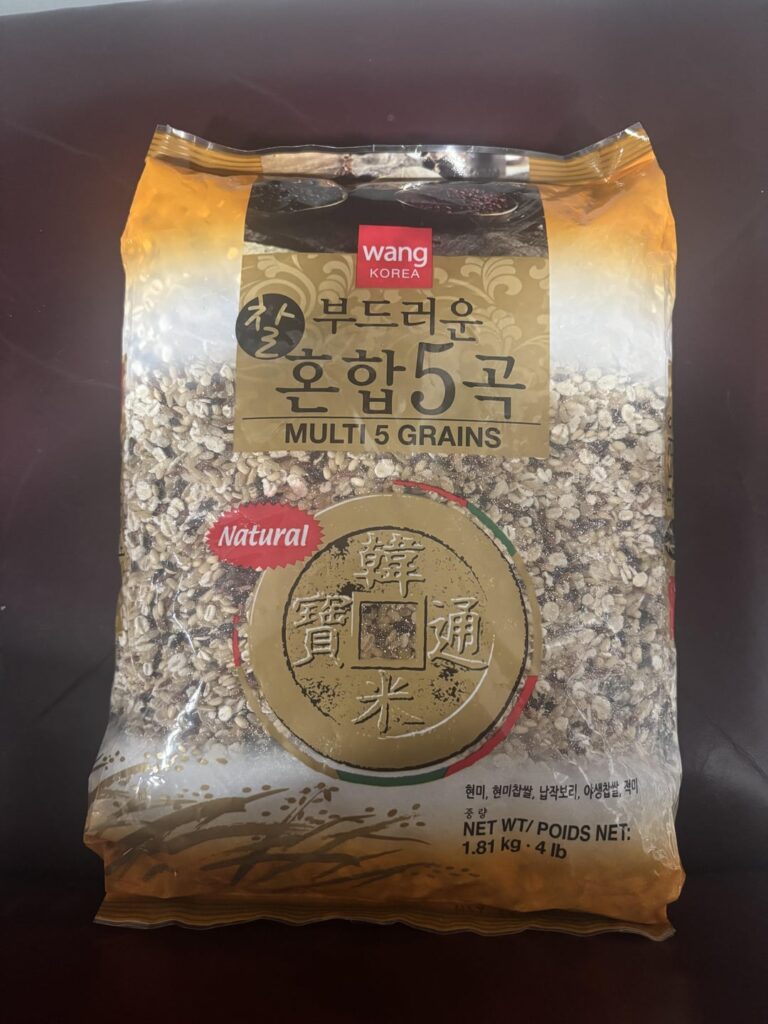 wang
KOREA
찰
부드러운
혼합5곡
MULTI 5 GRAINS
Natural
韓
寶 通
米
현미, 현미찹쌀, 납작보리, 야생찹쌀, 적미
중량
NET WT/ POIDS NET:
1.81 kg · 4 lb